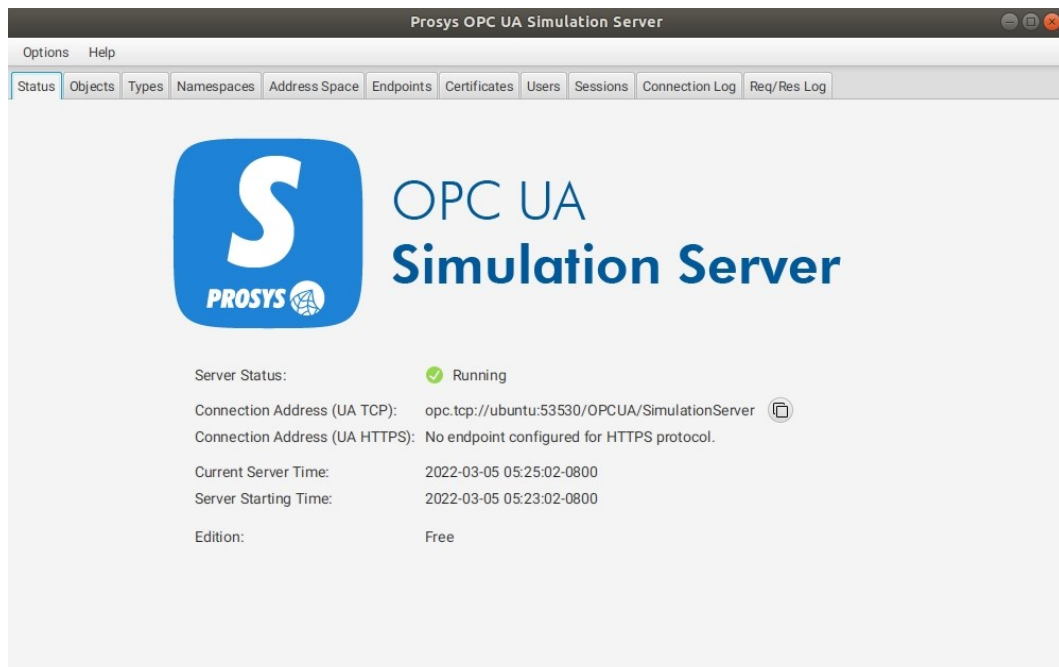 Prosys OPC UA Simulation Server
Options Help
Status Objects Types Namespaces Address Space Endpoints Certificates Users Sessions Connection Log Req/Res Log
S
PROSYS
OPC UA
Simulation Server
Server Status: Running
Connection Address (UA TCP): opc.tcp://ubuntu:53530/OPCUA/SimulationServer
Connection Address (UA HTTPS): No endpoint configured for HTTPS protocol.
Current Server Time: 2022-03-05 05:25:02-0800
Server Starting Time: 2022-03-05 05:23:02-0800
Edition: Free